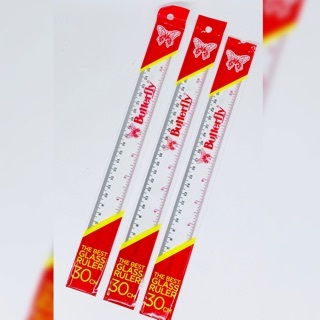 Butterfly
THE BEST
GLASS
RULER
30CM
Butterfly
THE BEST
GLASS
RULER
30CM
Butterfly
THE BEST
GLASS
RULER
30CM